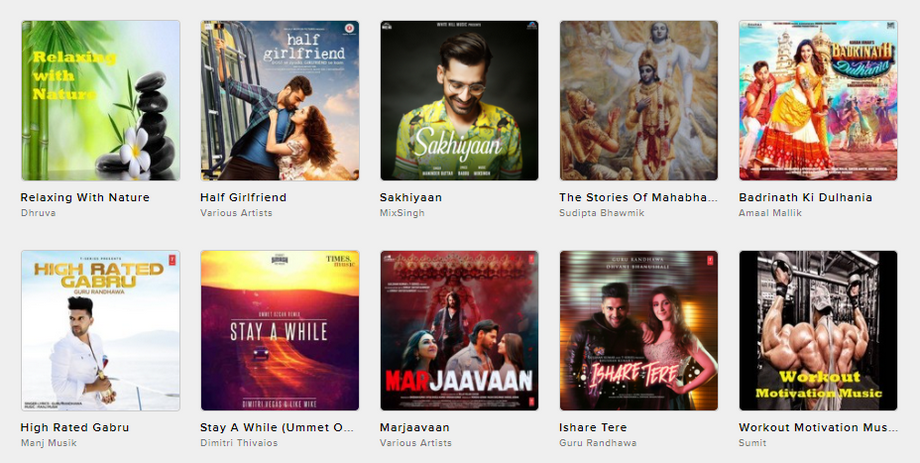 Relaxing
with
Nature
half
girlfriend
WHITE HILL MUSIC PRESENTS
Sakhiyaan
MANINDER BUTTAR
BABBU
MIXSINGH
BADRINATH
Dulhania
Relaxing With Nature
Half Girlfriend
Sakhiyaan
The Stories Of Mahabha...
Badrinath Ki Dulhania
Dhruva
Various Artists
MixSingh
Sudipta Bhawmik
Amaal Mallik
T-SERIES PRESENTS
HIGH RATED
GABRU
GURU RANDHAWA
TIMES
music
UMMET OZCAN REMIX
STAY A WHILE
DIMITRI VEGAS & LIKE MIKE
MARJAAVAAN
GURU RANDHAWA
DHVANI BHANUSHALI
ISHARE TERE
Workout
Motivation Music
High Rated Gabru
Stay A While (Ummet O...
Marjaavaan
Ishare Tere
Workout Motivation Mus...
Manj Musik
Dimitri Thivaios
Various Artists
Guru Randhawa
Sumit